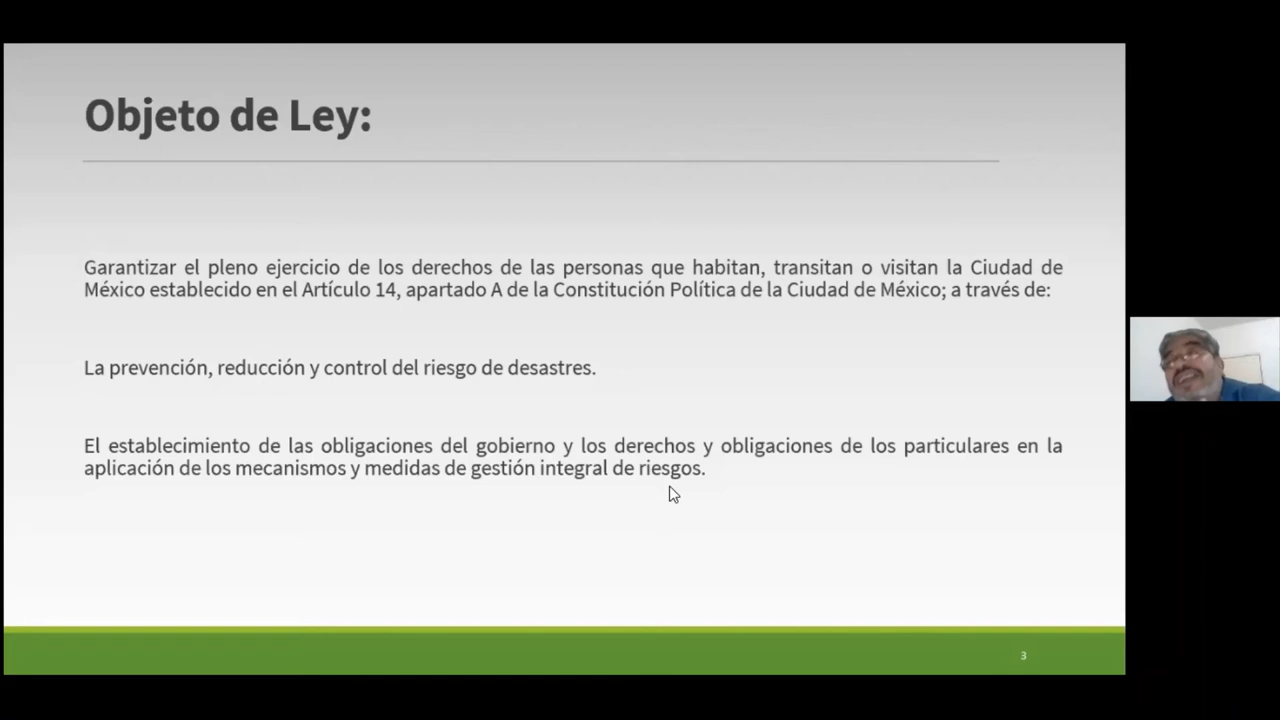 Objeto de Ley:
Garantizar el pleno ejercicio de los derechos de las personas que habitan, transitan o visitan la Ciudad de
México establecido en el Artículo 14, apartado A de la Constitución Política de la Ciudad de México; a través de:
La prevención, reducción y control del riesgo de desastres.
El establecimiento de las obligaciones del gobierno y los derechos y obligaciones de los particulares en la
aplicación de los mecanismos y medidas de gestión integral de riesgos.
3